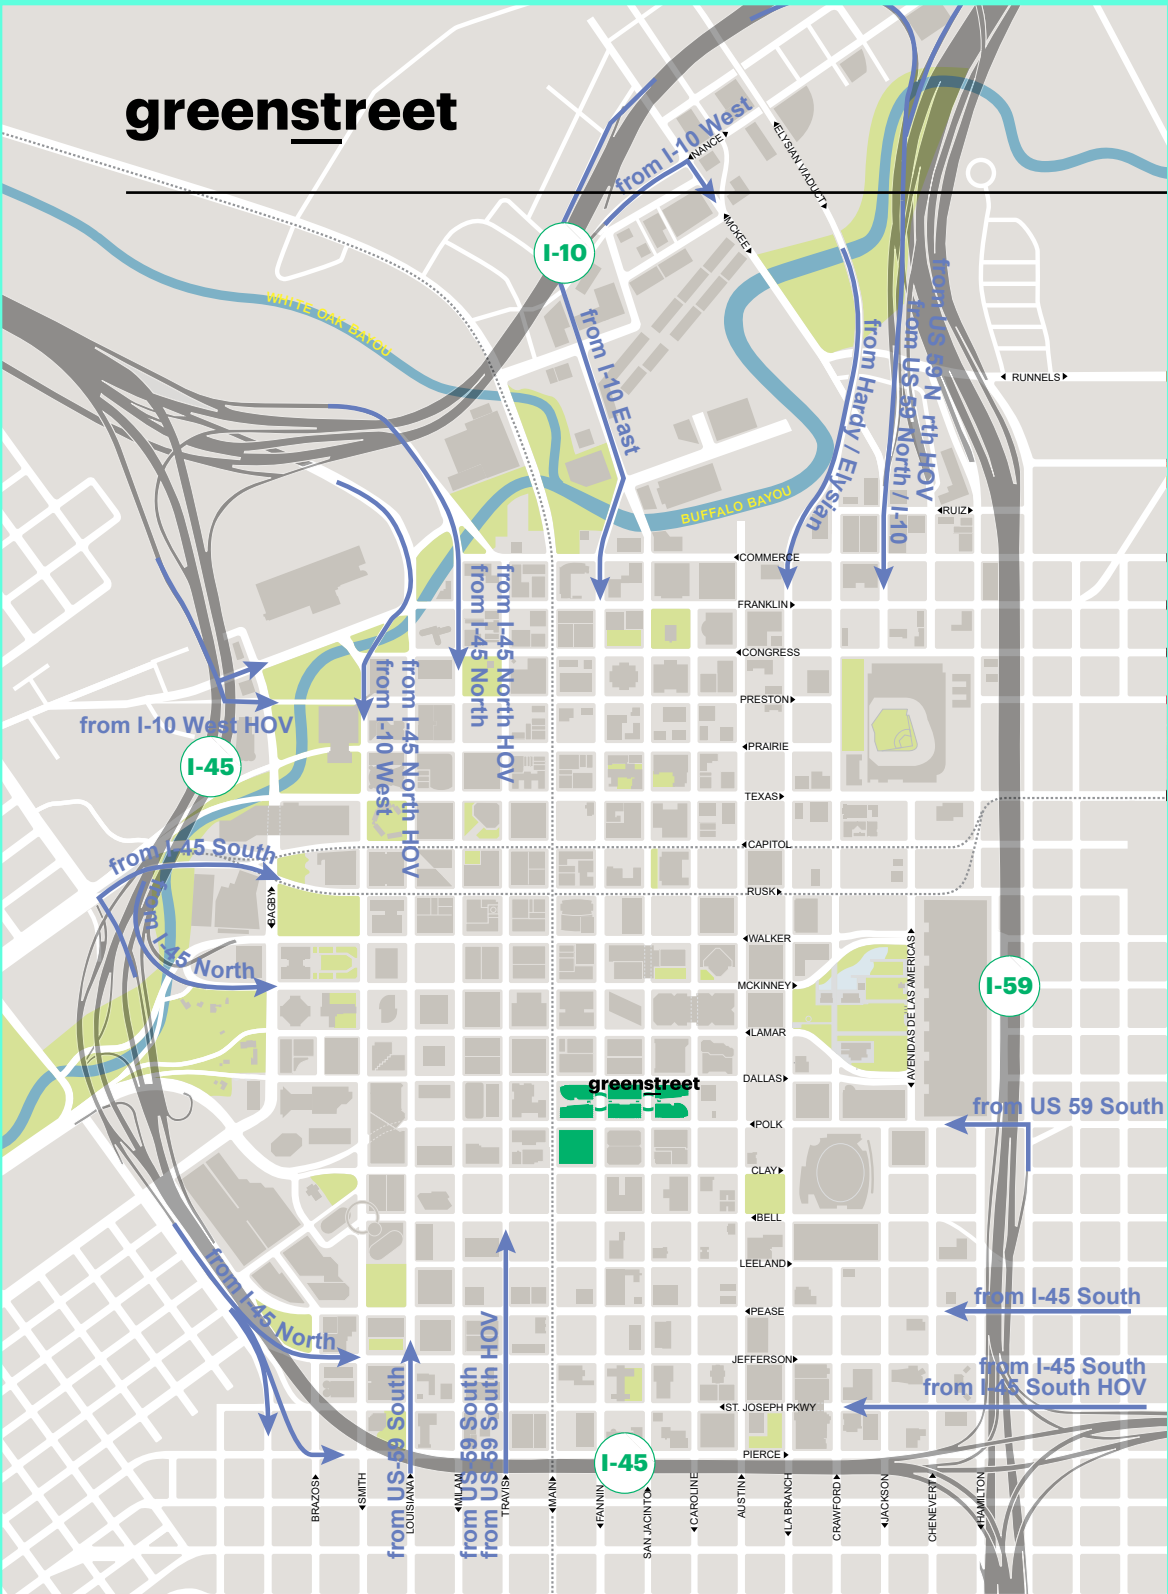 greenstreet
from I-10 West
NANCE
ELYSIAN VIADUCT
MCKEE
I-10
WHITE OAK BAYOU
from I-10 East
from Hardy / Elysian
from US 59 North / I-10
from US 59 N rth HOV
RUNNELS
BUFFALO BAYOU
RUIZ
COMMERCE
FRANKLIN
CONGRESS
PRESTON
PRAIRIE
TEXAS
CAPITOL
RUSK
WALKER
MCKINNEY
LAMAR
DALLAS
POLK
CLAY
BELL
LEELAND
PEASE
JEFFERSON
ST. JOSEPH PKWY
PIERCE
from I-45 North
from I-45 North HOV
from I-10 West
from I-45 North HOV
from I-10 West HOV
I-45
from I-45 South
from I-45 North
BAGBY
AVENIDAS DE LAS AMERICAS
I-59
greenstreet
from US 59 South
from I-45 North
from I-45 South
from I-45 South
from I-45 South HOV
from US-59 South
from US-59 South
from US-59 South HOV
I-45
BRAZOS
SMITH
LOUISIANA
MILAM
TRAVIS
MAIN
FANNIN
SAN JACINTO
CAROLINE
AUSTIN
LA BRANCH
CRAWFORD
JACKSON
CHENEVERT
HAMILTON